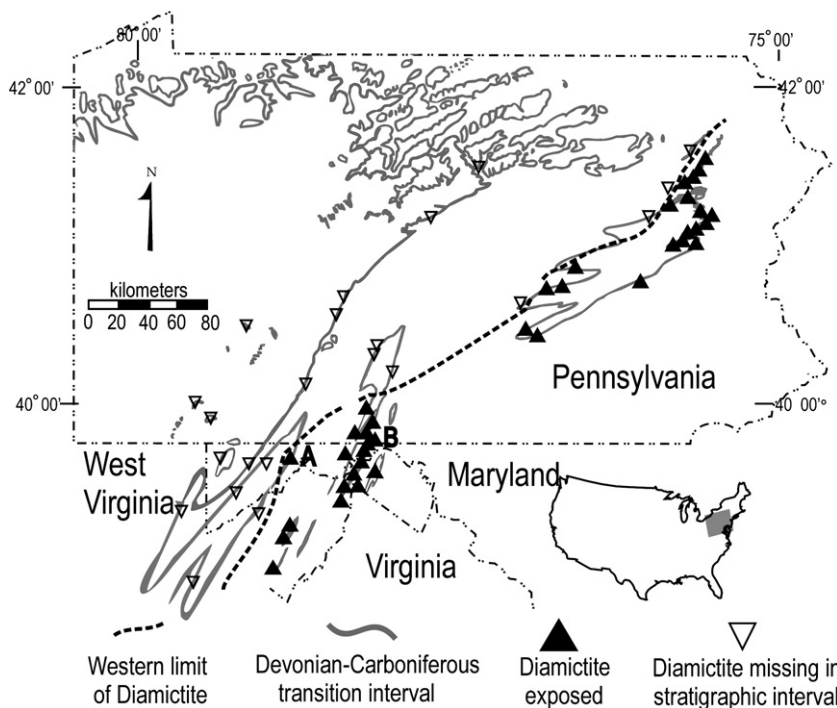 80° 00'
75° 00'
42° 00'
42° 00'
N
kilometers
0 20 40 60 80
Pennsylvania
40° 00'
40° 00'
A
B
West
Virginia
Maryland
Virginia
Western limit
of Diamictite
Devonian-Carboniferous
transition interval
Diamictite
exposed
Diamictite missing in
stratigraphic interval